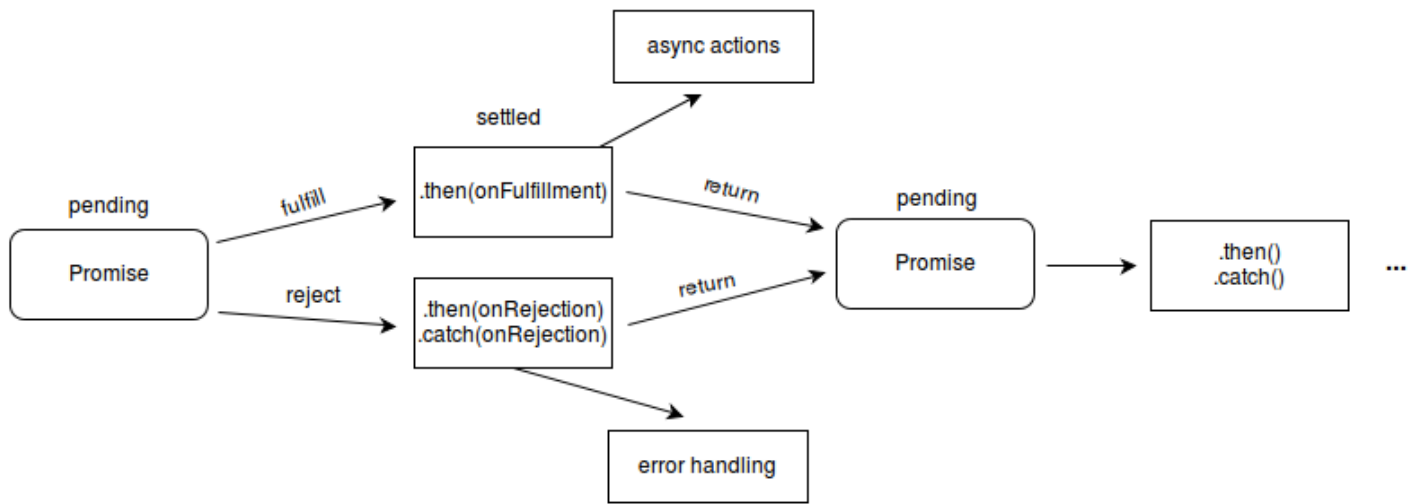 async actions
settled
.then(onFulfillment)
fulfill
return
pending
pending
Promise
Promise
.then()
.catch()
...
reject
.then(onRejection)
.catch(onRejection)
return
error handling